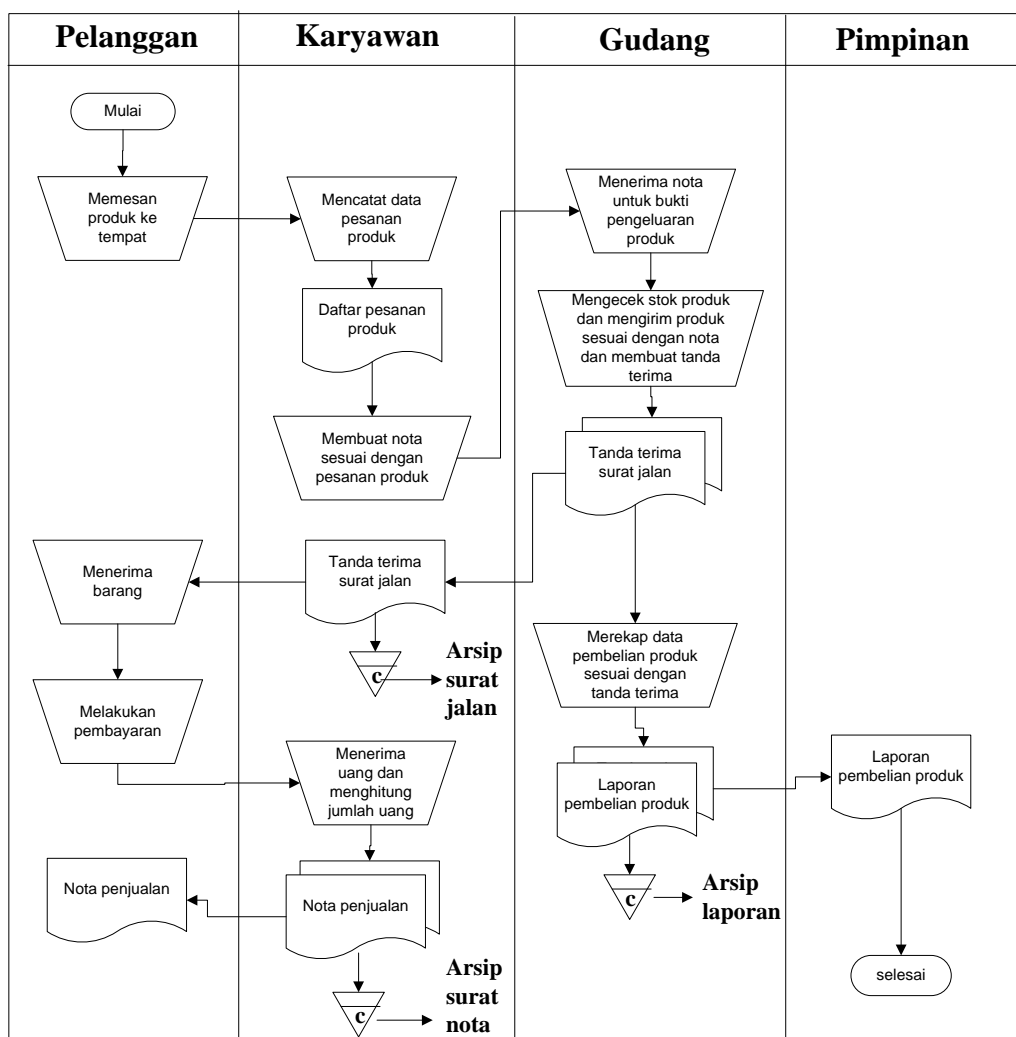 Pelanggan
Karyawan
Gudang
Pimpinan
Mulai
Memesan
produk ke
tempat
Mencatat data
pesanan
produk
Menerima nota
untuk bukti
pengeluaran
produk
Daftar pesanan
produk
Mengecek stok produk
dan mengirim produk
sesuai dengan nota
dan membuat tanda
terima
Membuat nota
sesuai dengan
pesanan produk
Tanda terima
surat jalan
Menerima
barang
Tanda terima
surat jalan
c
Arsip
surat
jalan
Merekap data
pembelian produk
sesuai dengan
tanda terima
Melakukan
pembayaran
Menerima
uang dan
menghitung
jumlah uang
Laporan
pembelian produk
Laporan
pembelian produk
Nota penjualan
Nota penjualan
c
Arsip
laporan
c
Arsip
surat
nota
selesai